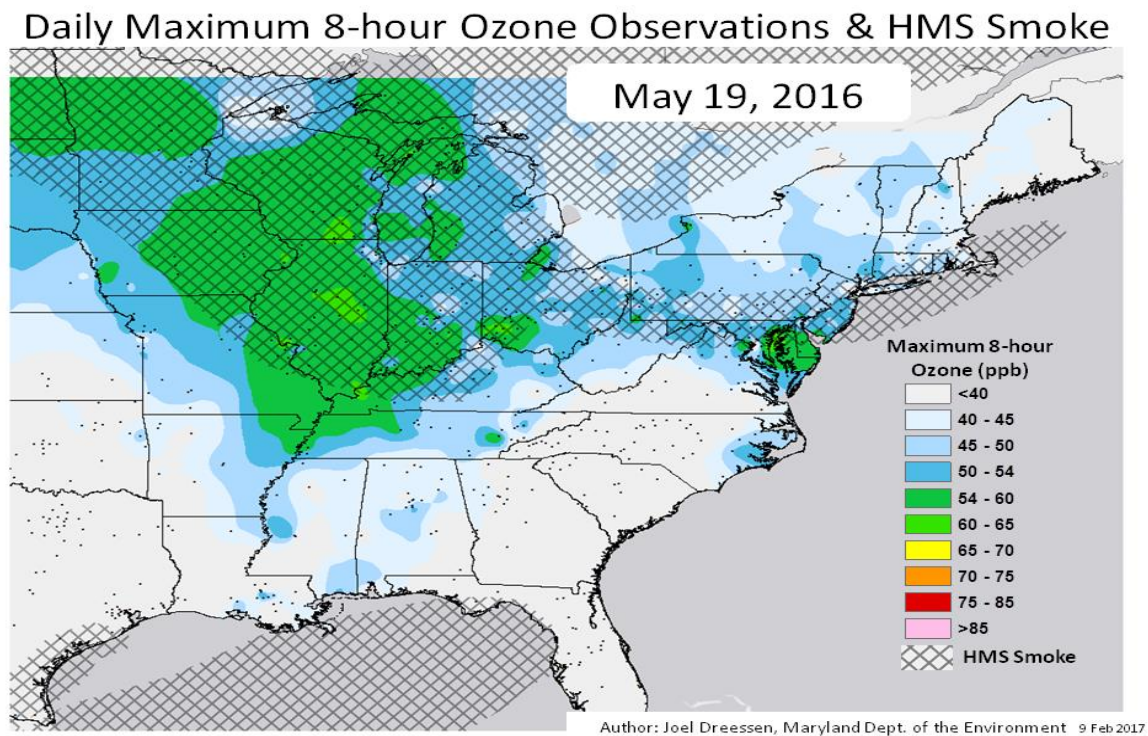 Daily Maximum 8-hour Ozone Observations & HMS Smoke
May 19, 2016
Maximum 8-hour
Ozone (ppb)
<40
40 - 45
45 - 50
50 - 54
54 - 60
60 - 65
65 - 70
70 - 75
75 - 85
>85
HMS Smoke
Author: Joel Dreessen, Maryland Dept. of the Environment 9 Feb 2017